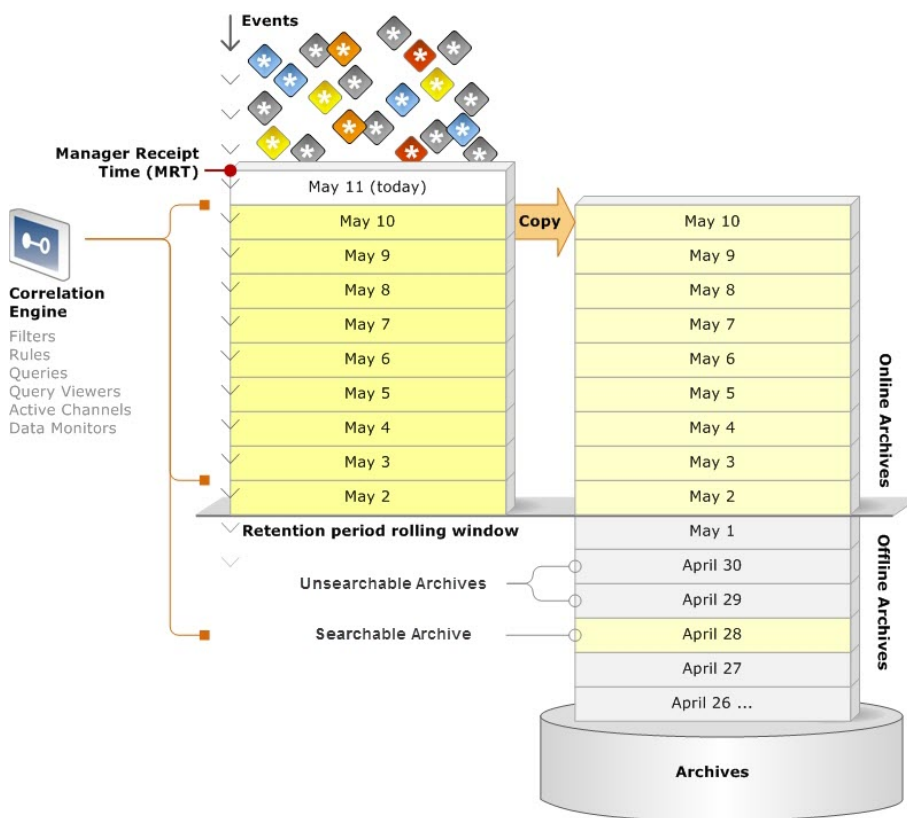 Events
Manager Receipt
Time (MRT)
May 11 (today)
May 10
May 9
May 8
May 7
May 6
May 5
May 4
May 3
May 2
Retention period rolling window
Copy
Correlation
Engine
Filters
Rules
Queries
Query Viewers
Active Channels
Data Monitors
May 10
May 9
May 8
May 7
May 6
May 5
May 4
May 3
May 2
May 1
April 30
April 29
April 28
April 27
April 26 ...
Online Archives
Offline Archives
Unsearchable Archives
Searchable Archive
Archives